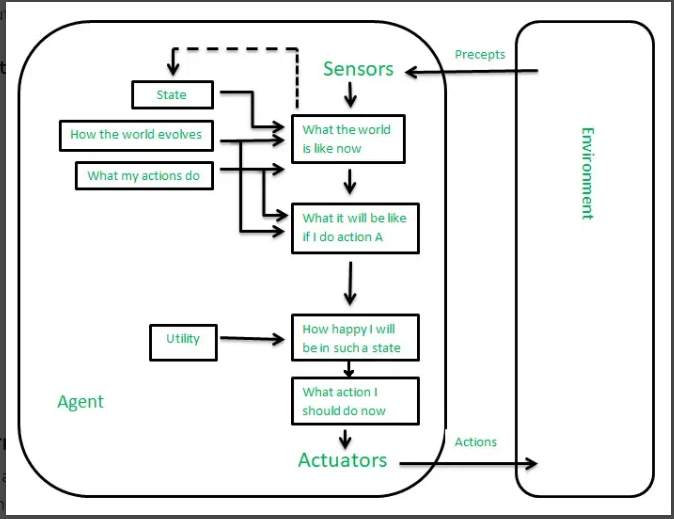 Sensors
Precepts
State
How the world evolves
What the world
is like now
What my actions do
What it will be like
if I do action A
Environment
Utility
How happy I will
be in such a state
What action I
should do now
Agent
Actuators
Actions